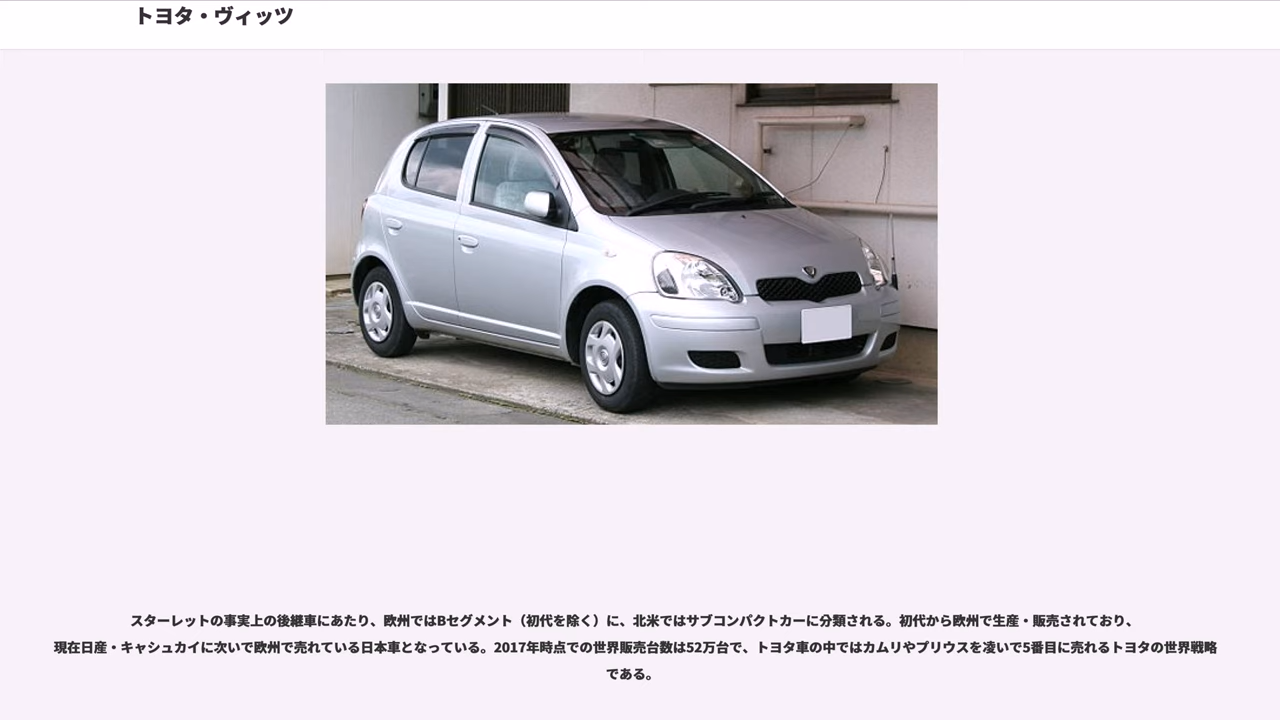 トヨタ・ヴィッツ
スターレットの事実上の後継車にあたり、欧州ではBセグメント（初代を除く）に、北米ではサブコンパクトカーに分類される。初代から欧州で生産・販売されており、
現在日産・キャシュカイに次いで欧州で売れている日本車となっている。2017年時点での世界販売台数は52万台で、トヨタ車の中ではカムリやプリウスを凌いで5番目に売れるトヨタの世界戦略
である。